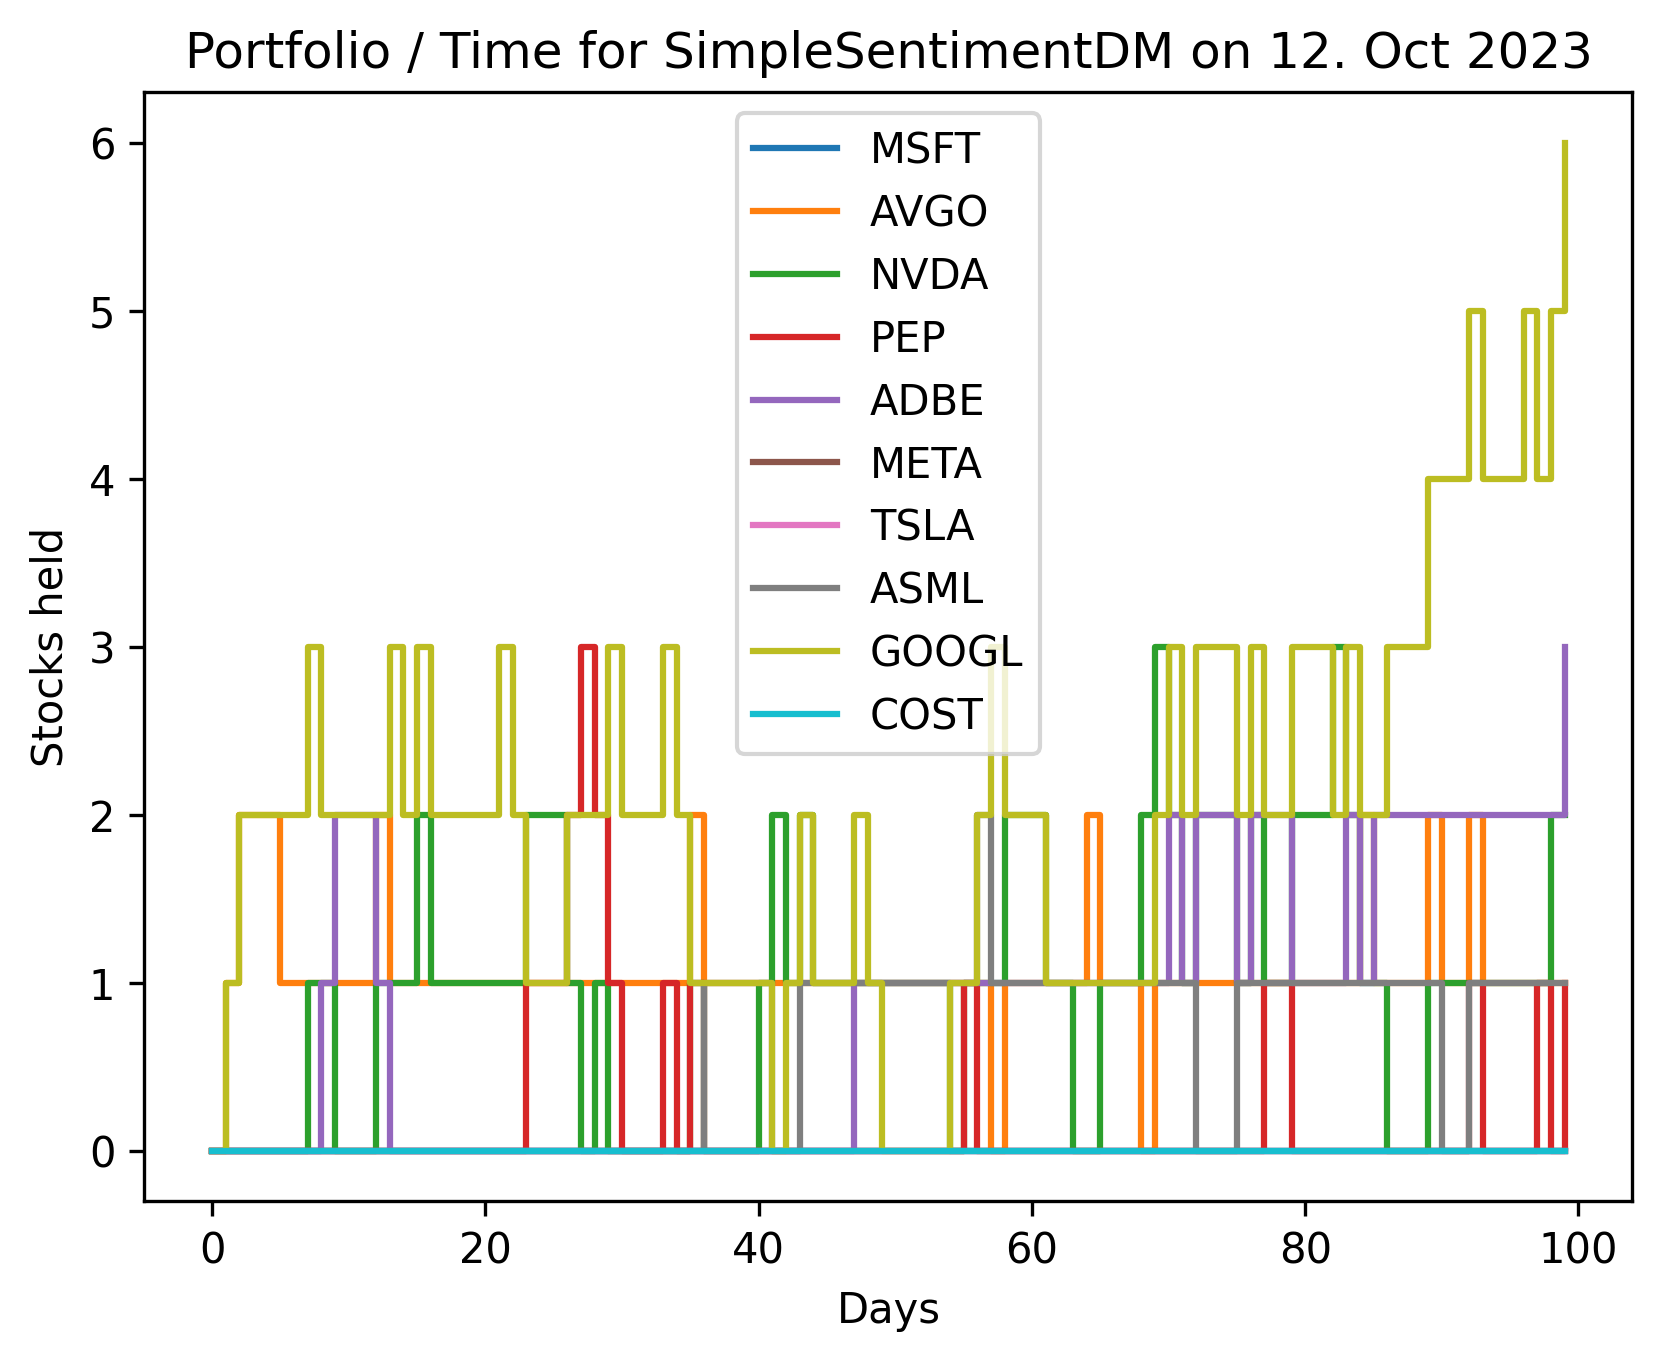 Portfolio / Time for SimpleSentimentDM on 12. Oct 2023
6
5
4
3
2
1
0
Stocks held
MSFT
AVGO
NVDA
PEP
ADBE
META
TSLA
ASML
GOOGL
COST
0 20 40 60 80 100
Days